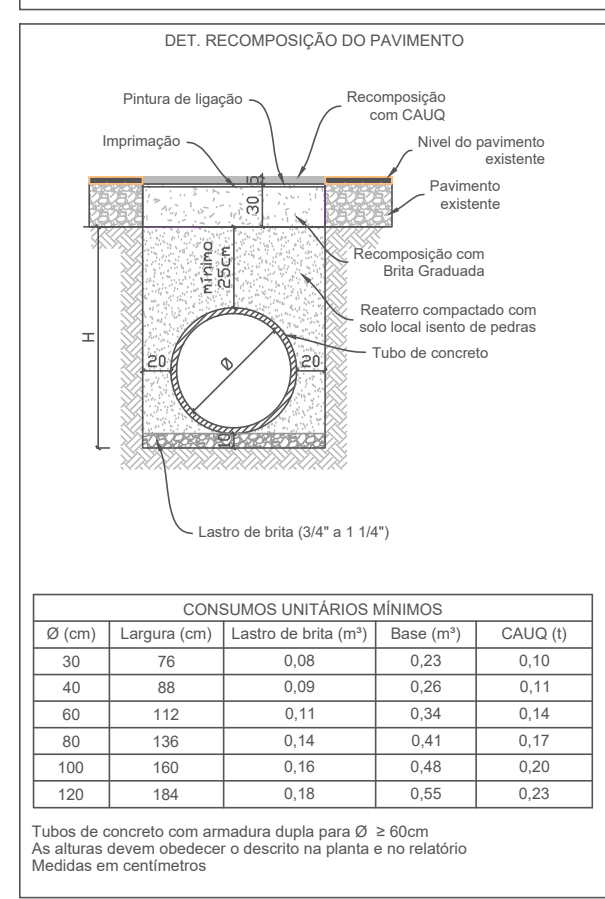 DET. RECOMPOSIÇÃO DO PAVIMENTO
Pintura de ligação
Recomposição
com CAUQ
Imprimação
Nivel do pavimento
existente
5
Pavimento
existente
30
Recomposição com
Brita Graduada
mínimo
25cm
Reaterro compactado com
solo local isento de pedras
H
Tubo de concreto
20
Ø
20
10
Lastro de brita (3/4" a 1 1/4")
CONSUMOS UNITÁRIOS MÍNIMOS
Ø (cm) Largura (cm) Lastro de brita (m³) Base (m³) CAUQ (t)
30 76 0,08 0,23 0,10
40 88 0,09 0,26 0,11
60 112 0,11 0,34 0,14
80 136 0,14 0,41 0,17
100 160 0,16 0,48 0,20
120 184 0,18 0,55 0,23
Tubos de concreto com armadura dupla para Ø ≥ 60cm
As alturas devem obedecer o descrito na planta e no relatório
Medidas em centímetros